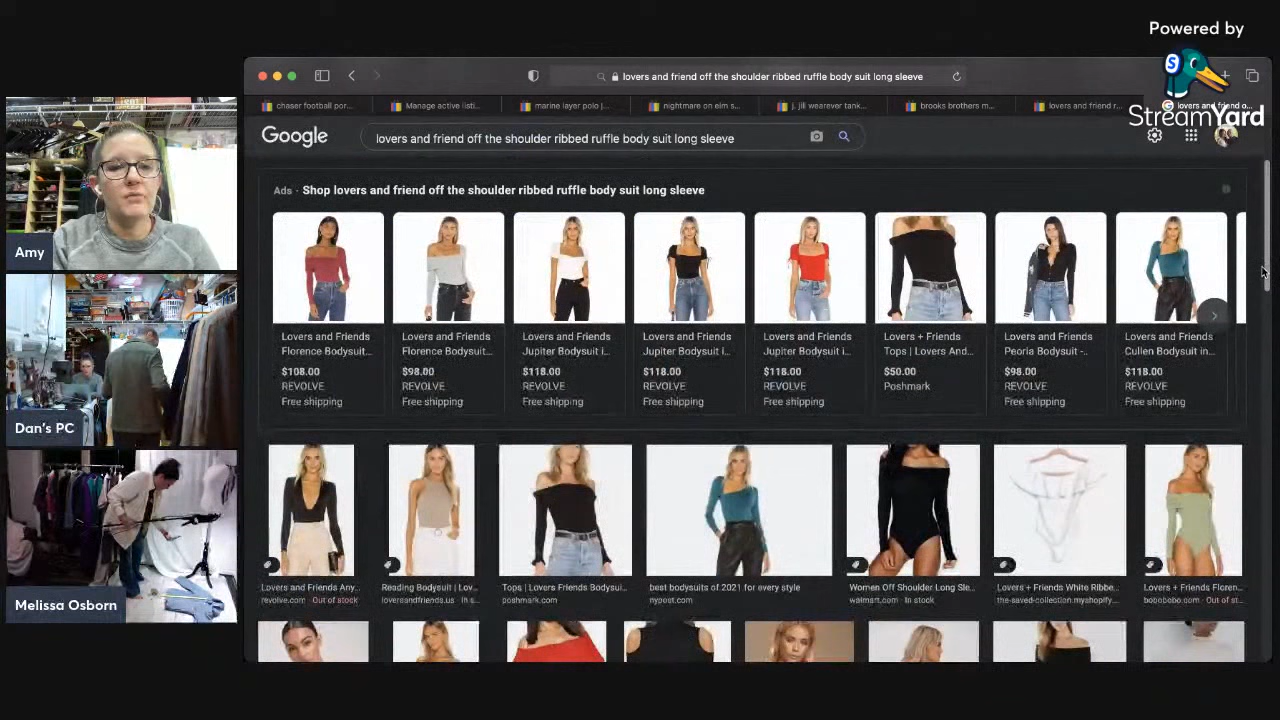 Powered by
StreamYard
lovers and friend off the shoulder ribbed ruffle body suit long sleeve
chaser football por...
Manage active listi...
marine layer polo |...
nightmare on elm s...
j. jill wearever tank...
brooks brothers m...
lovers and friend r...
lovers and friend o...
Google
lovers and friend off the shoulder ribbed ruffle body suit long sleeve
Ads · Shop lovers and friend off the shoulder ribbed ruffle body suit long sleeve
Lovers and Friends
Florence Bodysuit...
$108.00
REVOLVE
Free shipping
Lovers and Friends
Florence Bodysuit...
$98.00
REVOLVE
Free shipping
Lovers and Friends
Jupiter Bodysuit i...
$118.00
REVOLVE
Free shipping
Lovers and Friends
Jupiter Bodysuit i...
$118.00
REVOLVE
Free shipping
Lovers and Friends
Jupiter Bodysuit i...
$118.00
REVOLVE
Free shipping
Lovers + Friends
Tops | Lovers And...
$50.00
Poshmark
Lovers and Friends
Peoria Bodysuit -...
$98.00
REVOLVE
Free shipping
Lovers and Friends
Cullen Bodysuit in...
$118.00
REVOLVE
Free shipping
Lovers and Friends Any...
revolve.com · Out of stock
Reading Bodysuit | Lov...
loversandfriends.us · In s...
Tops | Lovers Friends Bodysui...
poshmark.com
best bodysuits of 2021 for every style
nypost.com
Women Off Shoulder Long Sle...
walmart.com · In stock
Lovers + Friends White Ribbe...
the-saved-collection.myshopify...
Lovers + Friends Floren...
bobobebo.com · Out of st...
Amy
Dan's PC
Melissa Osborn